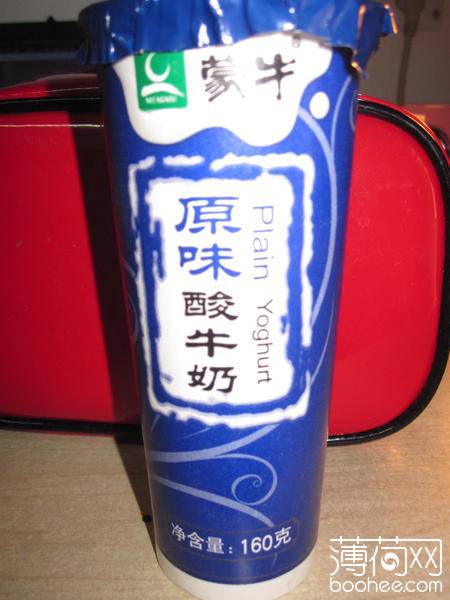 蒙牛
MENGNIU
原味
酸牛奶
Plain Yoghurt
净含量：160克
薄荷网
boohee.com